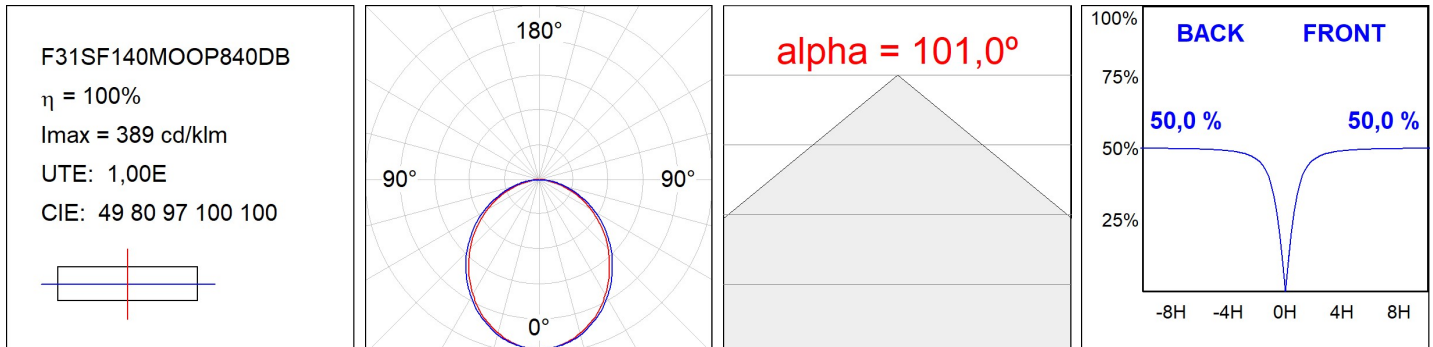 F31SF140MOOP840DB
η = 100%
Imax = 389 cd/klm
UTE: 1,00E
CIE: 49 80 97 100 100
180°
90° 90°
0°
alpha = 101,0º
100%
BACK FRONT
75%
50,0 % 50,0 %
50%
25%
-8H -4H 0H 4H 8H